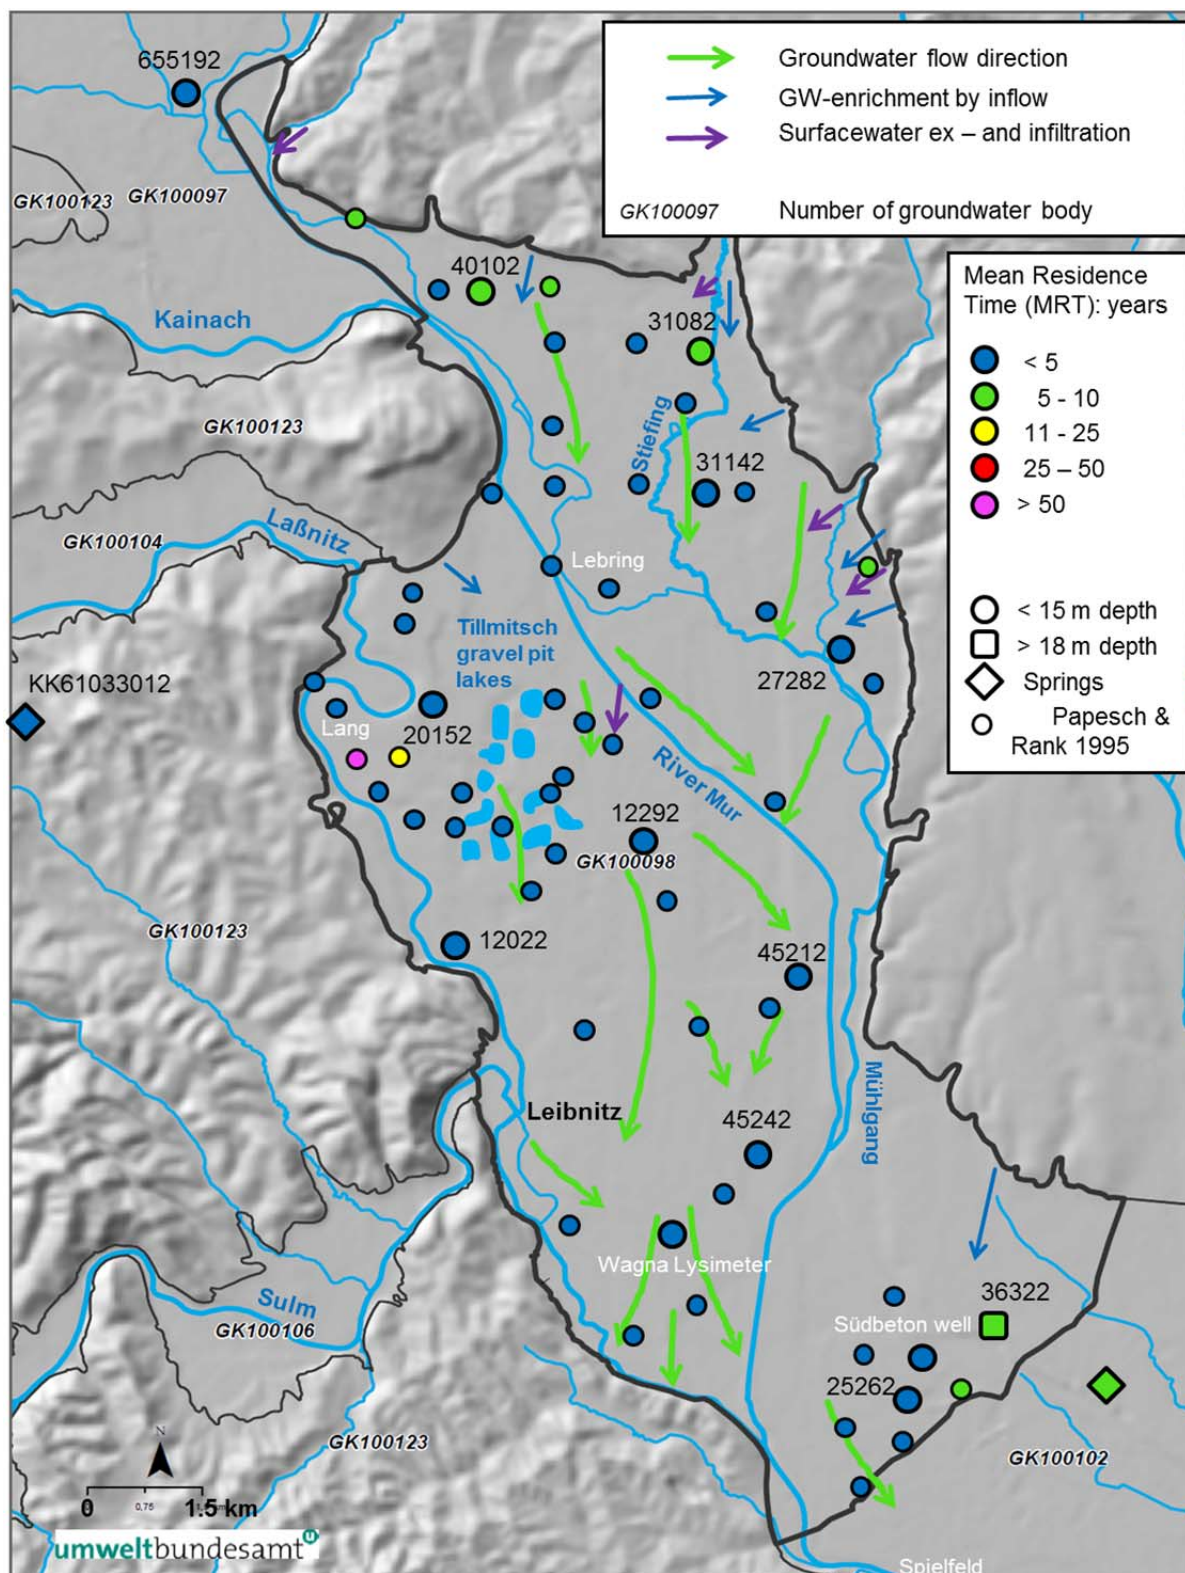 655192
Groundwater flow direction
GW-enrichment by inflow
Surfacewater ex – and infiltration
GK100097 Number of groundwater body
GK100123 GK100097
40102
Mean Residence
Time (MRT): years
< 5
5 - 10
11 - 25
25 – 50
> 50
< 15 m depth
> 18 m depth
Springs
Papesch &
Rank 1995
Kainach
31082
GK100123
Stiefing
31142
Laßnitz
GK100104
Lebring
Tillmitsch
gravel pit
lakes
KK61033012
27282
Lang
20152
River Mur
12292
GK100098
GK100123
12022
45212
Mühlgang
Leibnitz
45242
Wagna Lysimeter
Sulm
GK100106
36322
Südbeton well
25262
GK100123
GK100102
N
0 0,75 1.5 km
umweltbundesamt u
Spielfeld